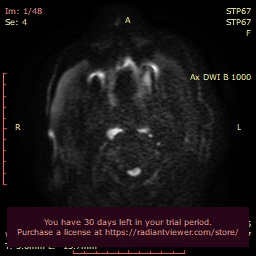 Im: 1/48
Se: 4
A
STP67
STP67
F
Ax DWI B 1000
R
L
You have 30 days left in your trial period.
Purchase a license at https://radiantviewer.com/store/